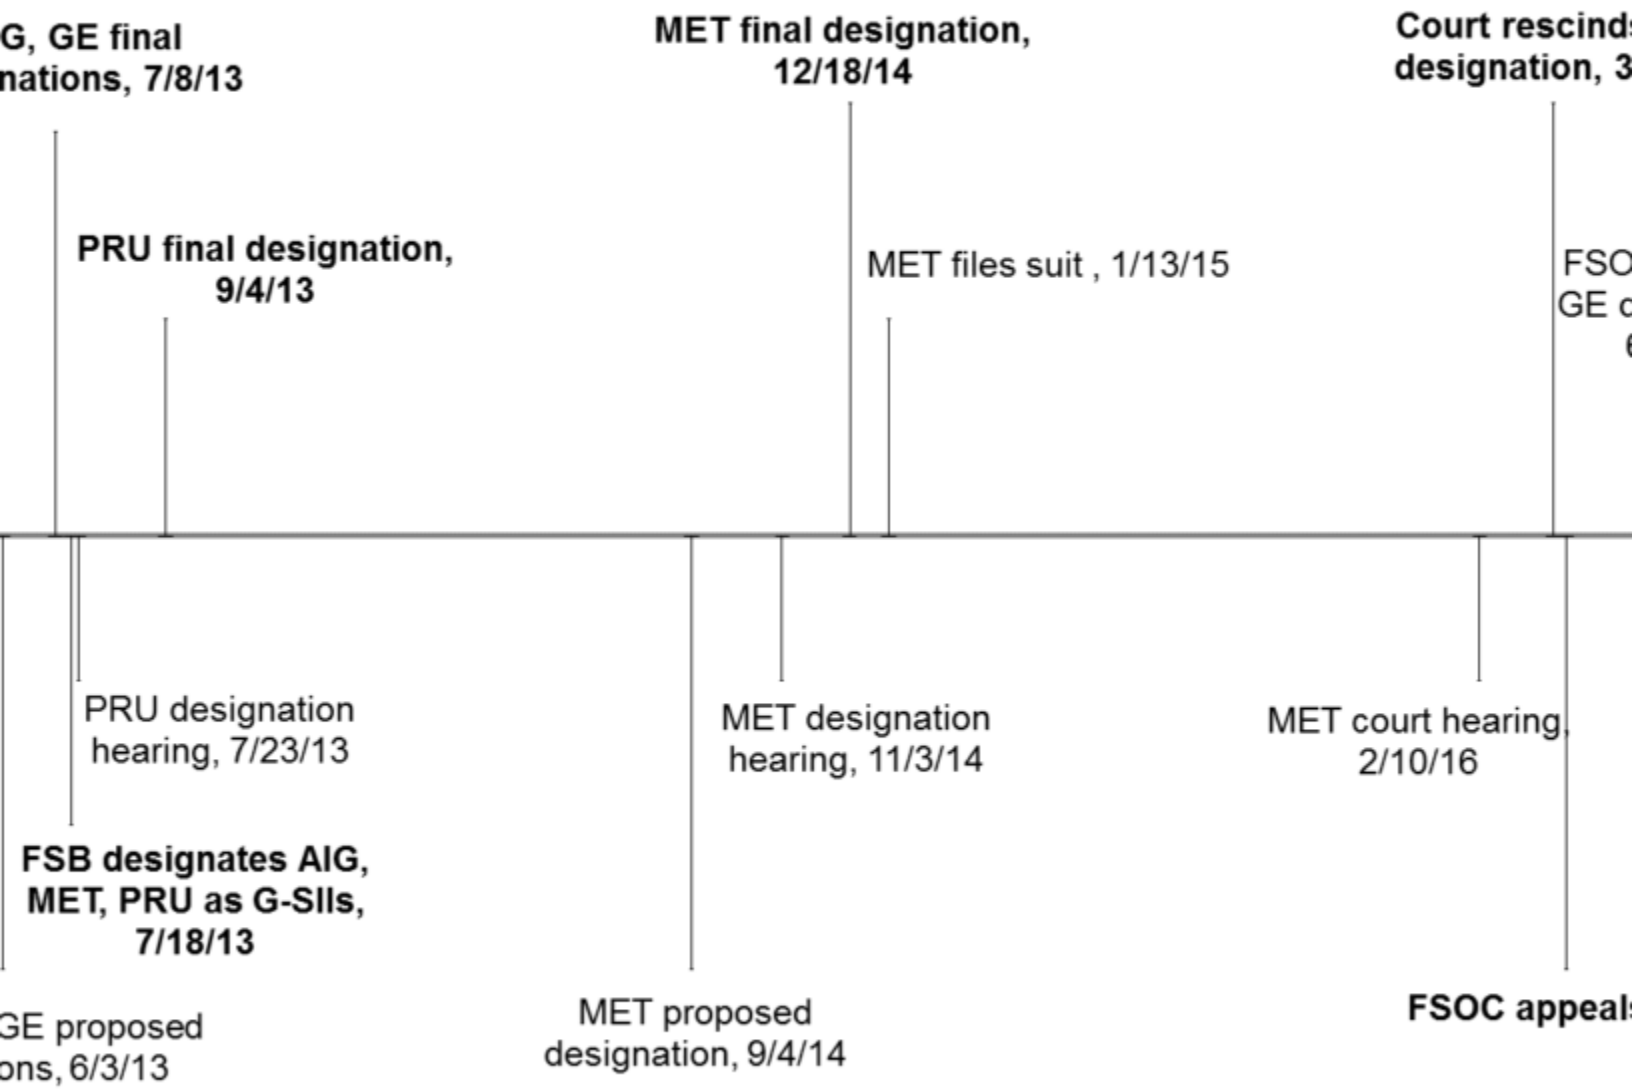 G, GE final
nations, 7/8/13
MET final designation,
12/18/14
Court rescinds
designation, 3
PRU final designation,
9/4/13
MET files suit , 1/13/15
FSO
GE
6
PRU designation
hearing, 7/23/13
MET designation
hearing, 11/3/14
MET court hearing,
2/10/16
FSB designates AIG,
MET, PRU as G-SIIs,
7/18/13
GE proposed
ons, 6/3/13
MET proposed
designation, 9/4/14
FSOC appeals